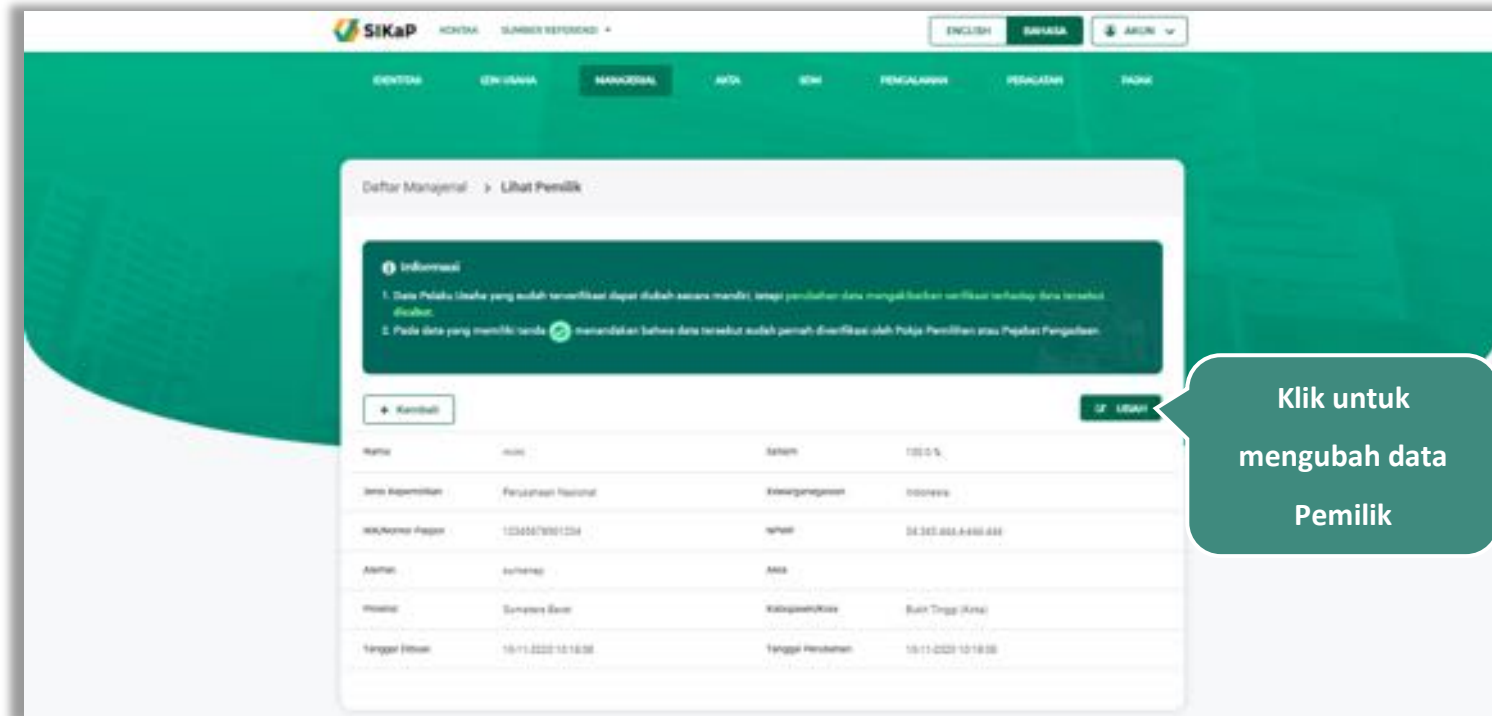 SIKaP KONTAK SUMBER REFERENSI ENGLISH BAHASA AKUN
IDENTITAS IZIN USAHA MANAJERIAL AKTA SDM PENGALAMAN PERALATAN PAJAK
Daftar Manajerial > Lihat Pemilik
Informasi
1. Data Pelaku Usaha yang sudah terverifikasi dapat diubah secara mandiri, tetapi perubahan data mengakibatkan verifikasi terhadap data tersebut
dicabut.
2. Pada data yang memiliki tanda menandakan bahwa data tersebut sudah pernah diverifikasi oleh Pokja Pemilihan atau Pejabat Pengadaan
Kembali UBAH
Klik untuk
mengubah data
Pemilik
Nama Saham 100.0 %
Jenis Kepemilikan Perusahaan Nasional Kewarganegaraan Indonesia
NIK/Nomor Paspor NPWP
Alamat sumenep
Provinsi Sumatera Barat Kabupaten/Kota Bukit Tinggi (Kota)
Tanggal Dibuat Tanggal Perubahan